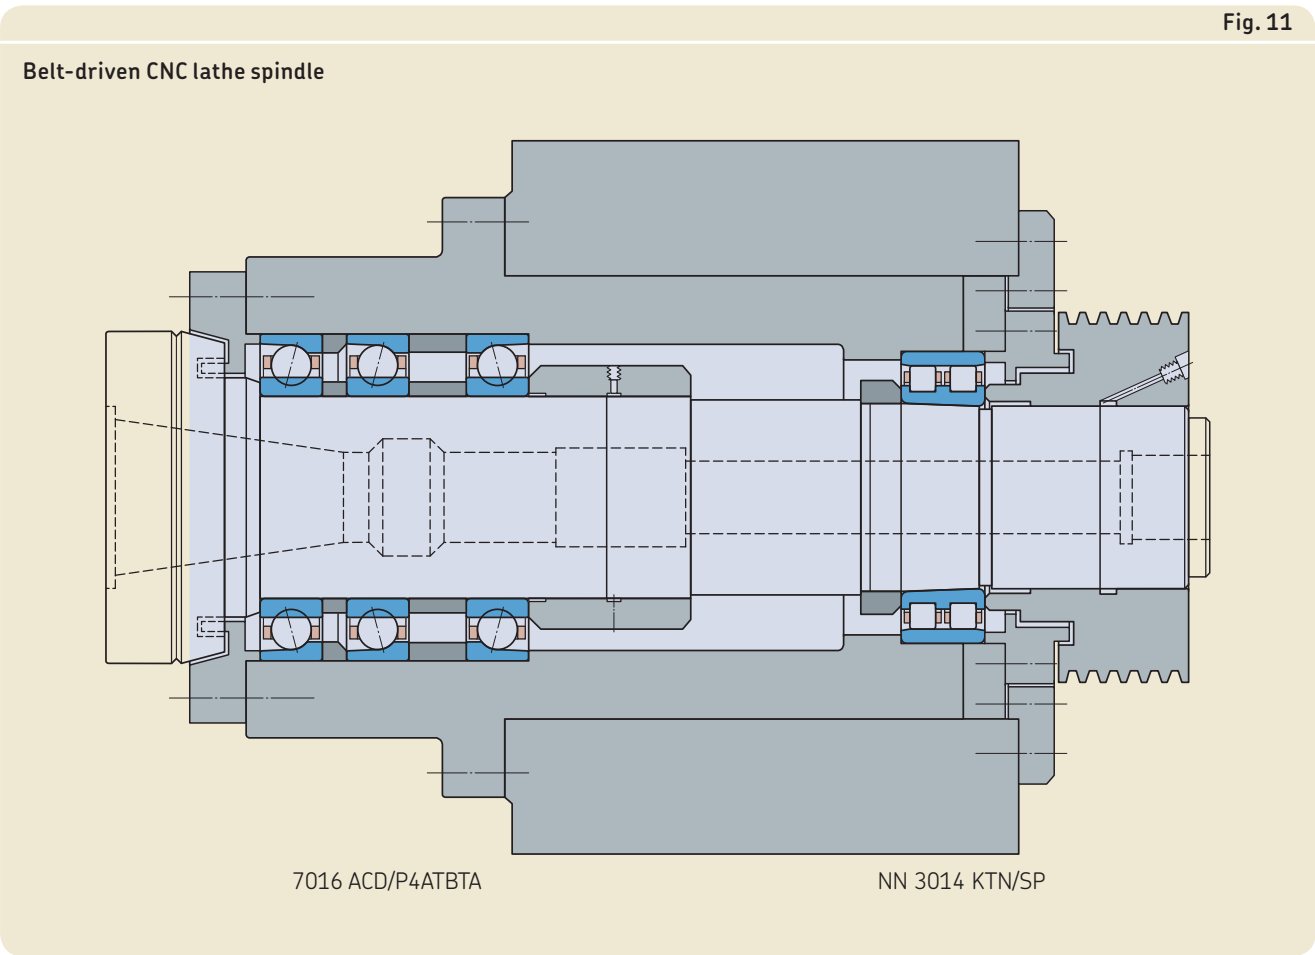 Fig. 11
Belt-driven CNC lathe spindle
7016 ACD/P4ATBTA
NN 3014 KTN/SP